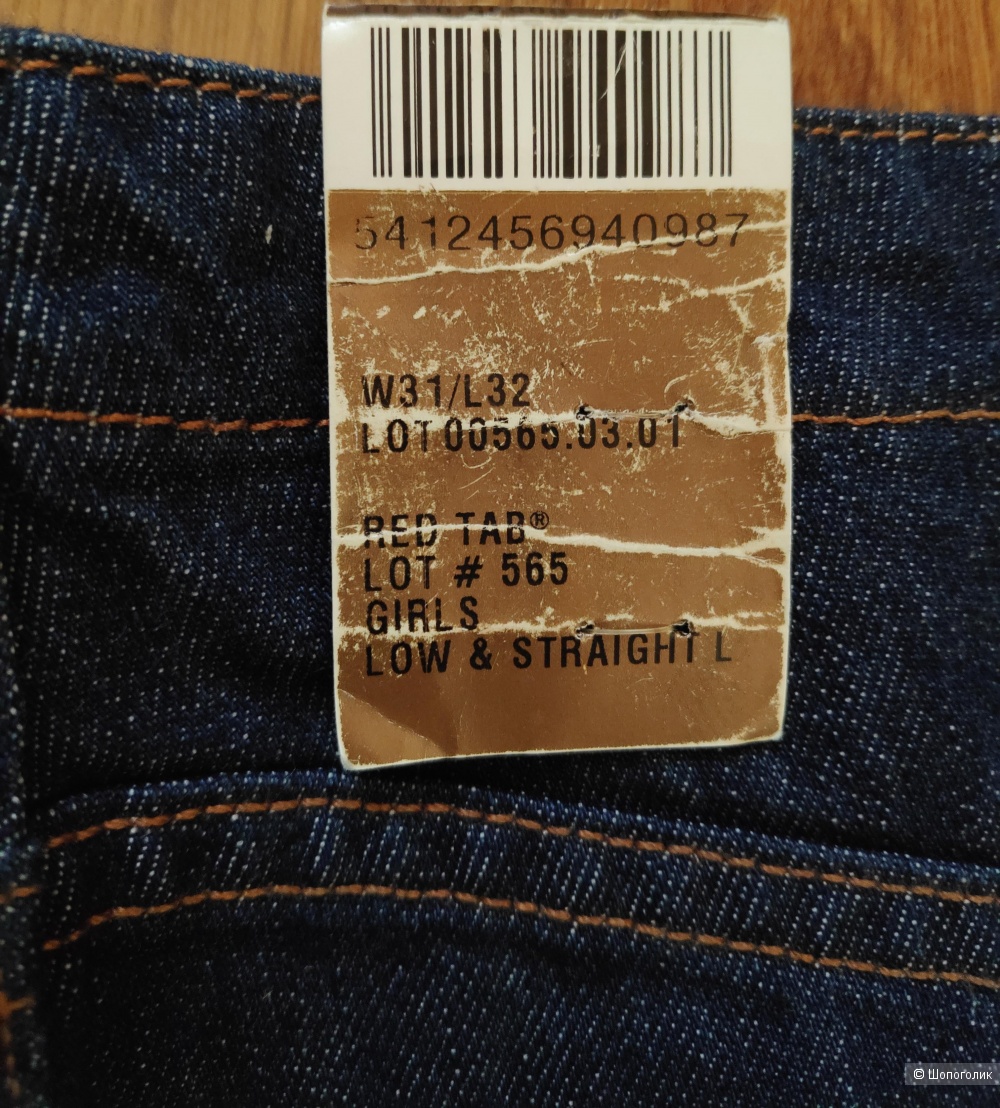 5412456940987
W31/L32
LOT 00565.03.01
RED TAB®
LOT # 565
GIRLS
LOW & STRAIGHT L
© Шопоголик